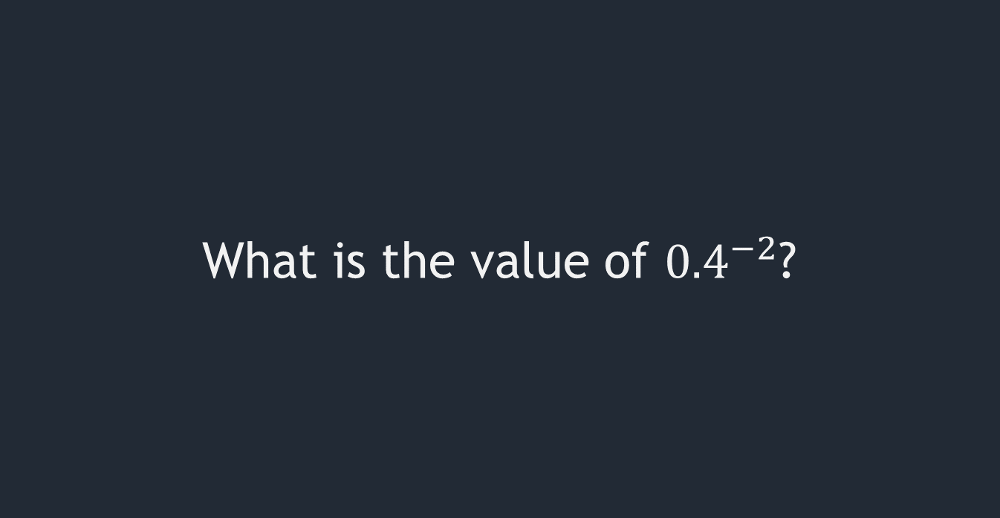 What is the value of 0.4⁻²?